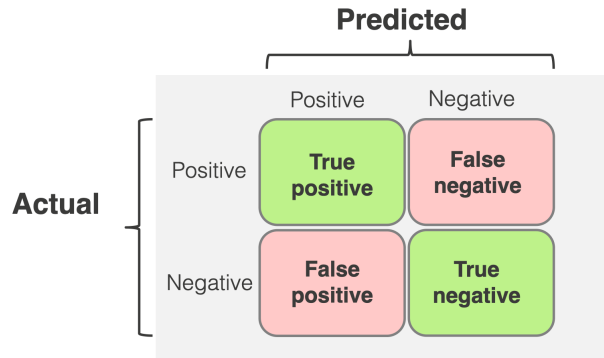 Predicted
Positive Negative
Positive
True
positive
False
negative
Actual
Negative
False
positive
True
negative